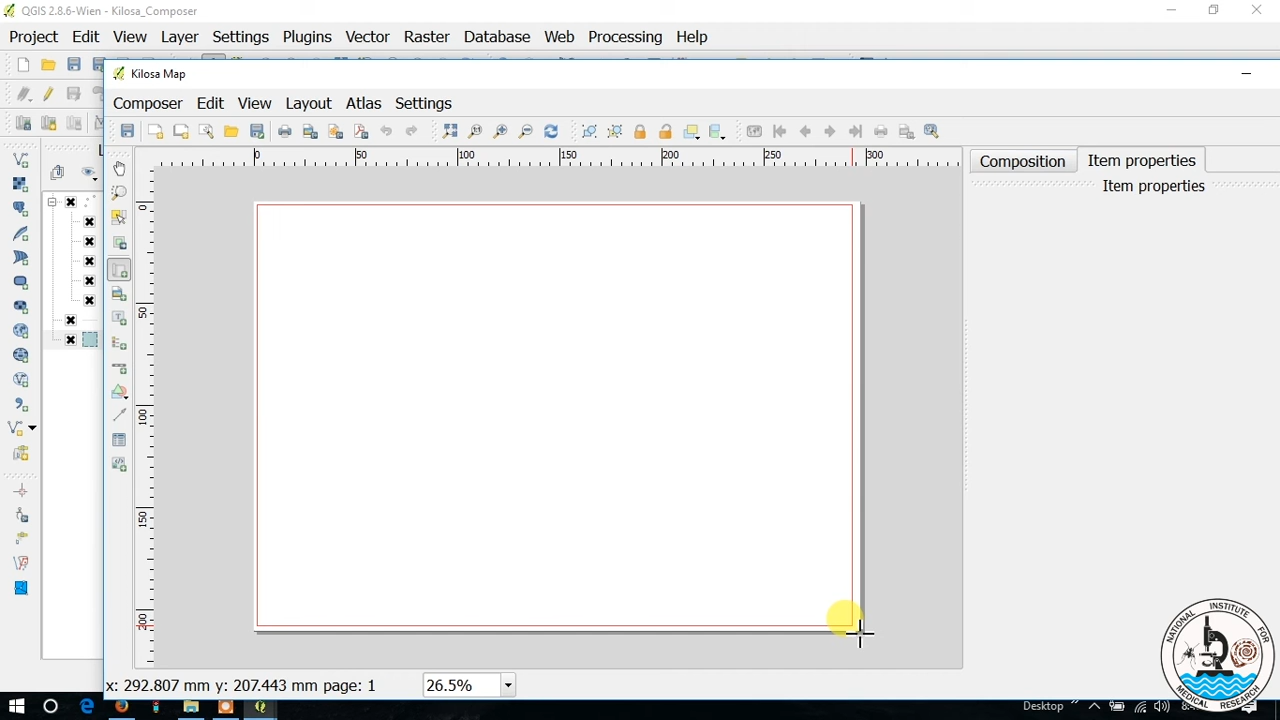 QGIS 2.8.6-Wien - Kilosa_Composer
Project Edit View Layer Settings Plugins Vector Raster Database Web Processing Help
Kilosa Map
Composer Edit View Layout Atlas Settings
0 50 100 150 200 250 300
Composition Item properties
Item properties
0
50
100
150
200
x: 292.807 mm y: 207.443 mm page: 1 26.5%
Desktop
NATIONAL INSTITUTE FOR
MEDICAL RESEARCH